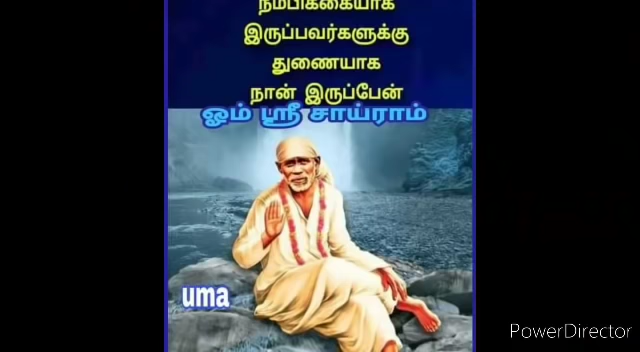 நம்பிக்கையாக
இருப்பவர்களுக்கு
துணையாக
நான் இருப்பேன்
ஓம் ஸ்ரீ சாய்ராம்
uma
PowerDirector